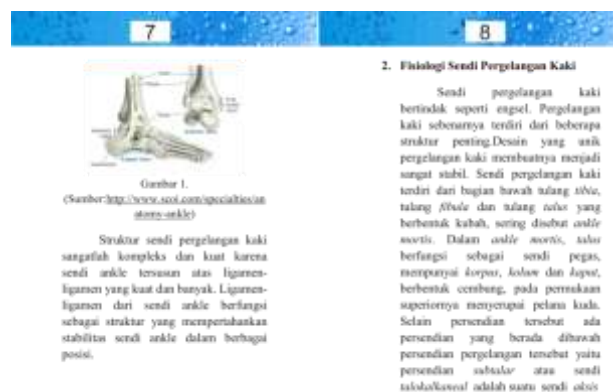 7
Gambar 1.
(Sumber:http://www.scoi.com/specialties/an
atomy-ankle)
Struktur sendi pergelangan kaki
sangatlah kompleks dan kuat karena
sendi ankle tersusun atas ligamen-
ligamen yang kuat dan banyak. Ligamen-
ligamen dari sendi ankle berfungsi
sebagai struktur yang mempertahankan
stabilitas sendi ankle dalam berbagai
posisi.
8
2. Fisiologi Sendi Pergelangan Kaki
Sendi pergelangan kaki
bertindak seperti engsel. Pergelangan
kaki sebenarnya terdiri dari beberapa
struktur penting.Desain yang unik
pergelangan kaki membuatnya menjadi
sangat stabil. Sendi pergelangan kaki
terdiri dari bagian bawah tulang tibia,
tulang fibula dan tulang talus yang
berbentuk kubah, sering disebut ankle
mortis. Dalam ankle mortis, talus
berfungsi sebagai sendi pegas,
mempunyai korpus, kolum dan kaput,
berbentuk cembung, pada permukaan
superiornya menyerupai pelana kuda.
Selain persendian tersebut ada
persendian yang berada dibawah
persendian pergelangan tersebut yaitu
persendian subtalar atau sendi
talokalkaneal adalah suatu sendi aksis